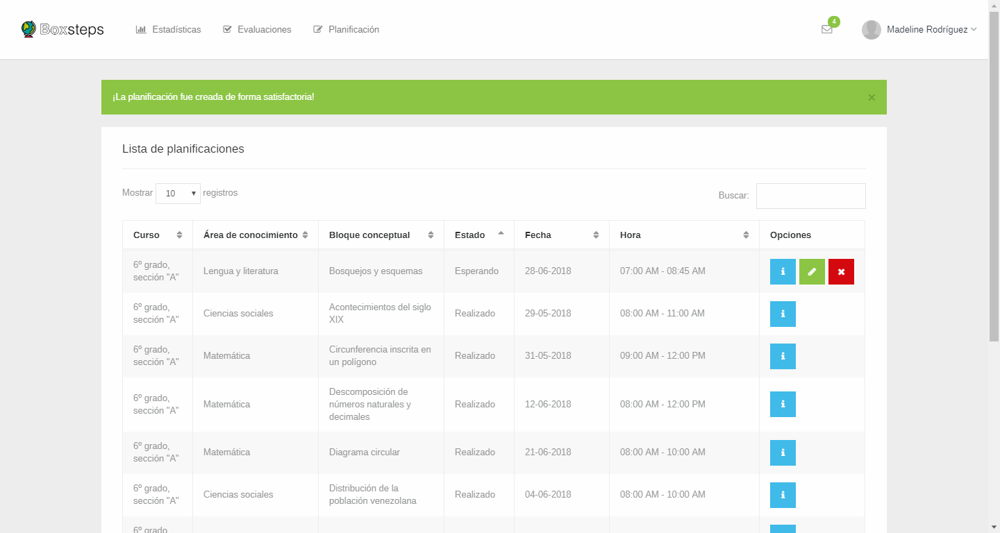 Boxsteps Estadísticas Evaluaciones Planificación 4 Madeline Rodríguez
¡La planificación fue creada de forma satisfactoria! ×
Lista de planificaciones
Mostrar 10 registros Buscar:
Curso Área de conocimiento Bloque conceptual Estado Fecha Hora Opciones
6º grado, sección "A" Lengua y literatura Bosquejos y esquemas Esperando 28-06-2018 07:00 AM - 08:45 AM
6º grado, sección "A" Ciencias sociales Acontecimientos del siglo XIX Realizado 29-05-2018 08:00 AM - 11:00 AM
6º grado, sección "A" Matemática Circunferencia inscrita en un polígono Realizado 31-05-2018 09:00 AM - 12:00 PM
6º grado, sección "A" Matemática Descomposición de números naturales y decimales Realizado 12-06-2018 08:00 AM - 12:00 PM
6º grado, sección "A" Matemática Diagrama circular Realizado 21-06-2018 08:00 AM - 10:00 AM
6º grado, sección "A" Ciencias sociales Distribución de la población venezolana Realizado 04-06-2018 08:00 AM - 10:00 AM
6º grado